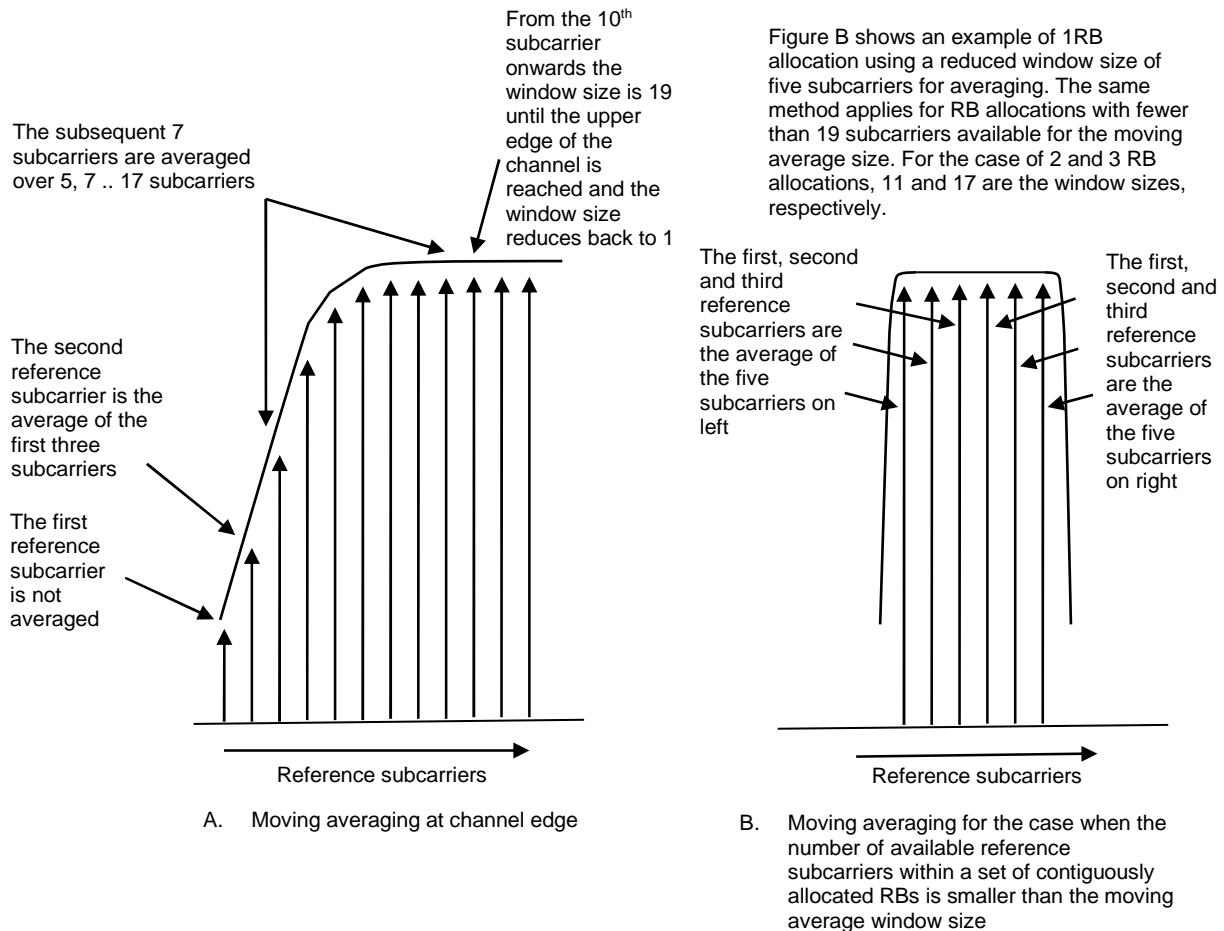 From the 10th
subcarrier
onwards the
window size is 19
until the upper
edge of the
channel is
reached and the
window size
reduces back to 1
Figure B shows an example of 1RB
allocation using a reduced window size of
five subcarriers for averaging. The same
method applies for RB allocations with fewer
than 19 subcarriers available for the moving
average size. For the case of 2 and 3 RB
allocations, 11 and 17 are the window sizes,
respectively.
The subsequent 7
subcarriers are averaged
over 5, 7 .. 17 subcarriers
The second
reference
subcarrier is the
average of the
first three
subcarriers
The first
reference
subcarrier
is not
averaged
The first, second
and third
reference
subcarriers are
the average of
the five
subcarriers on
left
The first,
second and
third
reference
subcarriers
are the
average of
the five
subcarriers
on right
Reference subcarriers
Reference subcarriers
A. Moving averaging at channel edge
B. Moving averaging for the case when the
number of available reference
subcarriers within a set of contiguously
allocated RBs is smaller than the moving
average window size